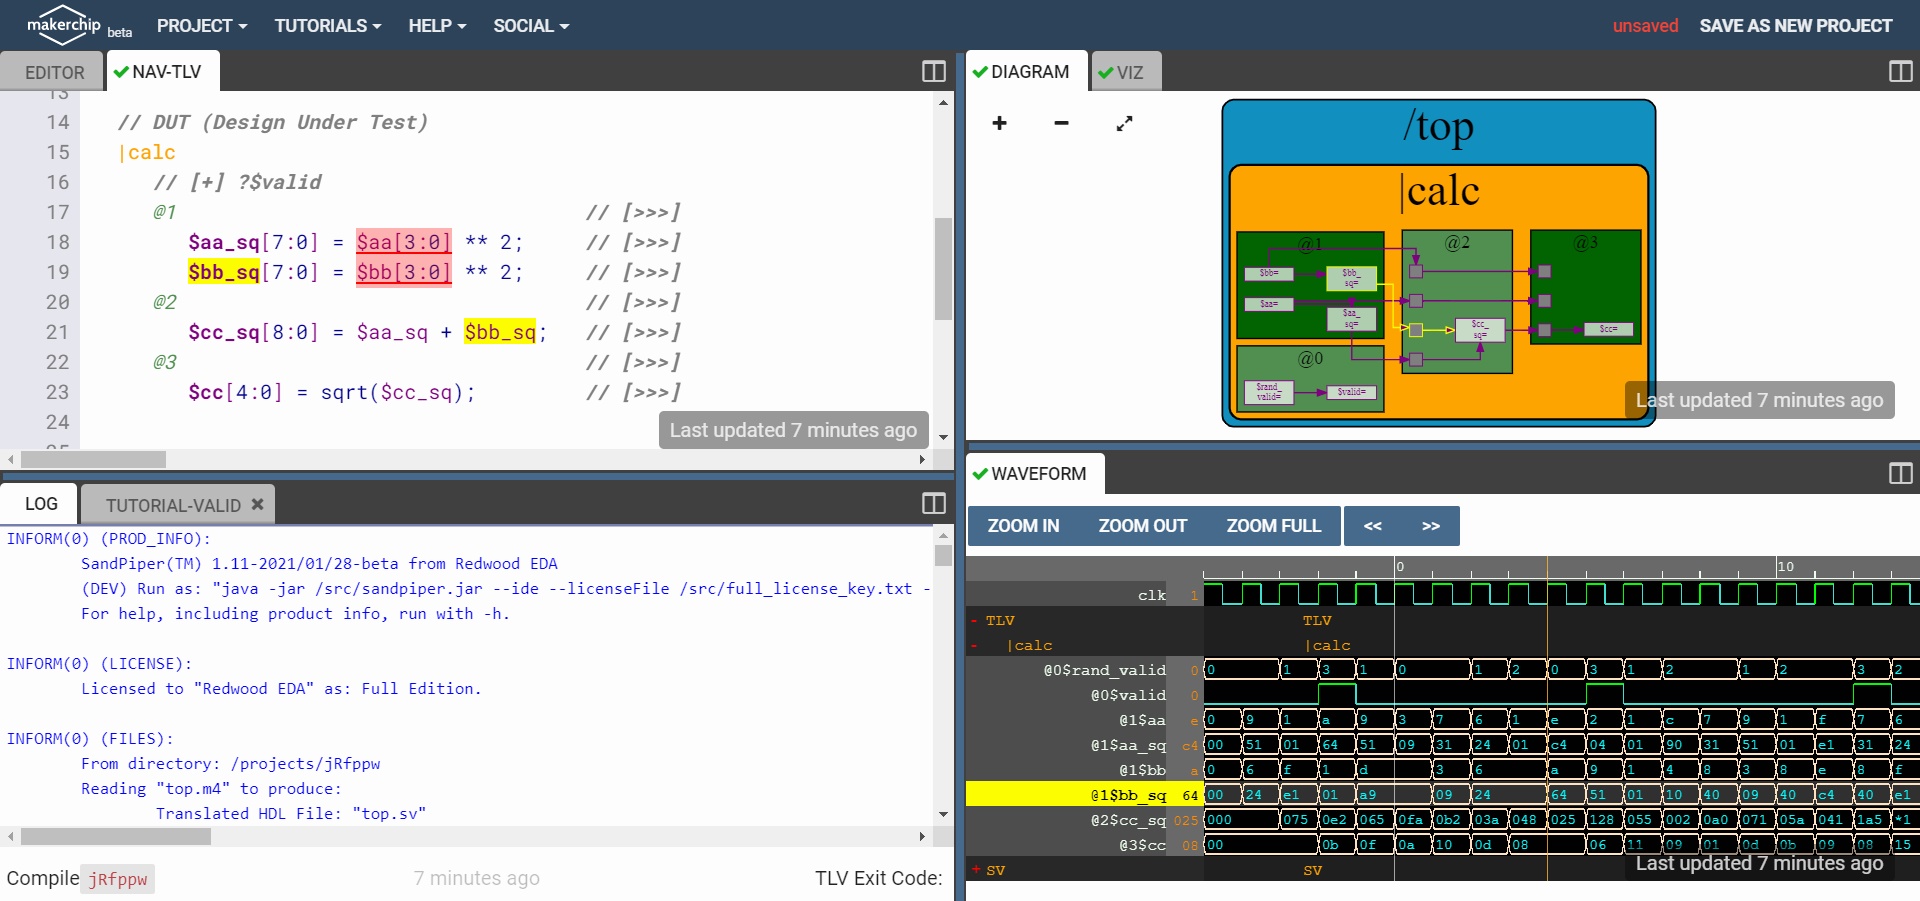 makerchip beta PROJECT TUTORIALS HELP SOCIAL unsaved SAVE AS NEW PROJECT
EDITOR NAV-TLV
13
14 // DUT (Design Under Test)
15 |calc
16 // [+] ?$valid
17 @1 // [>>>]
18 $aa_sq[7:0] = $aa[3:0] ** 2; // [>>>]
19 $bb_sq[7:0] = $bb[3:0] ** 2; // [>>>]
20 @2 // [>>>]
21 $cc_sq[8:0] = $aa_sq + $bb_sq; // [>>>]
22 @3 // [>>>]
23 $cc[4:0] = sqrt($cc_sq); // [>>>]
24
Last updated 7 minutes ago
LOG TUTORIAL-VALID
INFORM(0) (PROD_INFO):
SandPiper(TM) 1.11-2021/01/28-beta from Redwood EDA
(DEV) Run as: "java -jar /src/sandpiper.jar --ide --licenseFile /src/full_license_key.txt -
For help, including product info, run with -h.
INFORM(0) (LICENSE):
Licensed to "Redwood EDA" as: Full Edition.
INFORM(0) (FILES):
From directory: /projects/jRfppw
Reading "top.m4" to produce:
Translated HDL File: "top.sv"
Compile jRfppw 7 minutes ago TLV Exit Code:
DIAGRAM VIZ
+ −
/top
|calc
@1 @2 @3
$bb= $bb_sq=
$aa= $aa_sq= $cc_sq= $cc=
@0
$rand_valid= $valid=
Last updated 7 minutes ago
WAVEFORM
ZOOM IN ZOOM OUT ZOOM FULL << >>
0 10
clk 1
- TLV TLV
- |calc |calc
@0$rand_valid 0 0 1 3 1 0 1 2 0 3 1 2 1 2 3 2
@0$valid 0
@1$aa e 0 9 1 a 9 3 7 6 1 e 2 1 c 7 9 1 f 7 6
@1$aa_sq c4 00 51 01 64 51 09 31 24 01 c4 04 01 90 31 51 01 e1 31 24
@1$bb a 0 6 f 1 d 3 6 a 9 1 4 8 3 8 e 8 f
@1$bb_sq 64 00 24 e1 01 a9 09 24 64 51 01 10 40 09 40 c4 40 e1
@2$cc_sq 025 000 075 0e2 065 0fa 0b2 03a 048 025 128 055 002 0a0 071 05a 041 1a5 *1
@3$cc 08 00 0b 0f 0a 10 0d 08 06 11 09 01 0d 0b 09 08 15
+ SV SV
Last updated 7 minutes ago